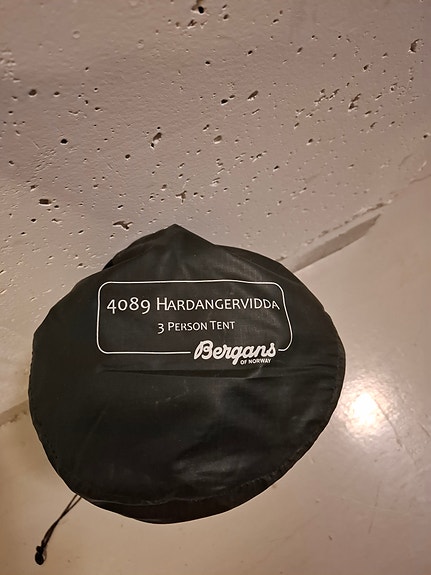 4089 Hardangervidda
3 Person Tent
Bergans
OF NORWAY